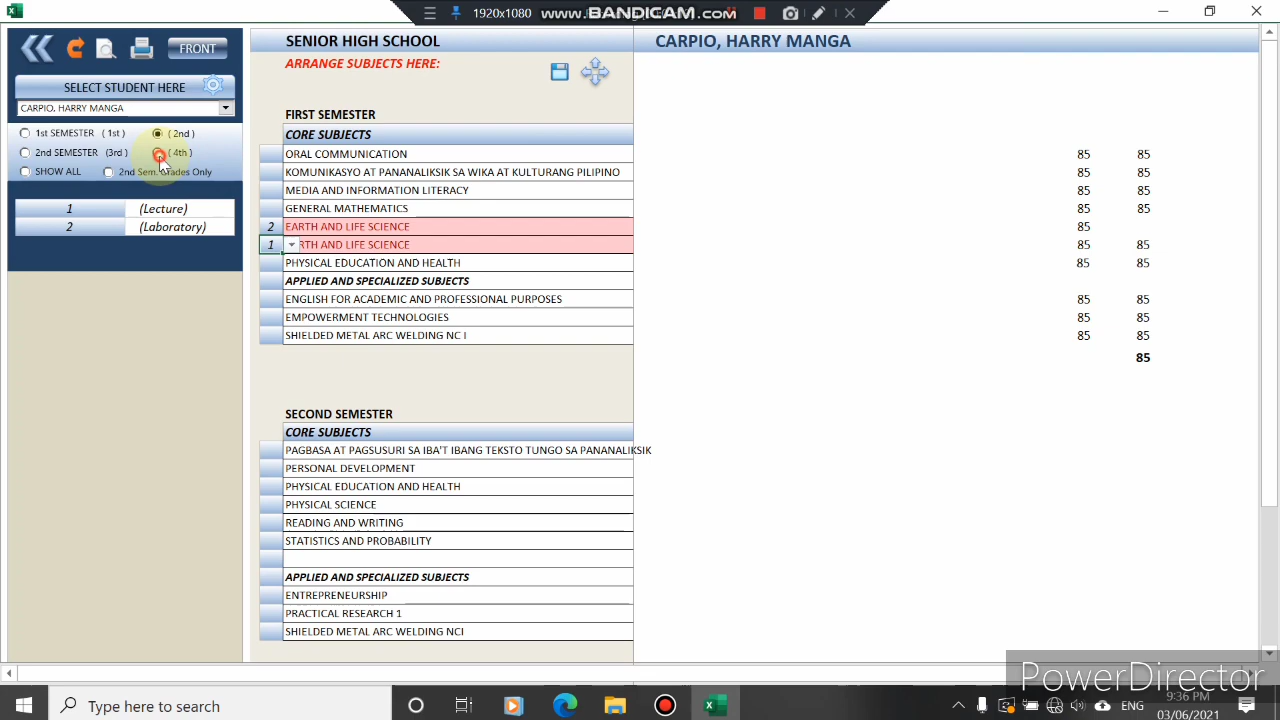 1920x1080
www.BANDICAM.com
FRONT
SELECT STUDENT HERE
CARPIO, HARRY MANGA
1st SEMESTER ( 1st ) ( 2nd )
2nd SEMESTER (3rd ) ( 4th )
SHOW ALL 2nd Sem. Grades Only
1 (Lecture)
2 (Laboratory)
SENIOR HIGH SCHOOL
ARRANGE SUBJECTS HERE:
CARPIO, HARRY MANGA
FIRST SEMESTER
CORE SUBJECTS
ORAL COMMUNICATION 85 85
KOMUNIKASYO AT PANANALIKSIK SA WIKA AT KULTURANG PILIPINO 85 85
MEDIA AND INFORMATION LITERACY 85 85
GENERAL MATHEMATICS 85 85
2 EARTH AND LIFE SCIENCE 85
1 RTH AND LIFE SCIENCE 85 85
PHYSICAL EDUCATION AND HEALTH 85 85
APPLIED AND SPECIALIZED SUBJECTS
ENGLISH FOR ACADEMIC AND PROFESSIONAL PURPOSES 85 85
EMPOWERMENT TECHNOLOGIES 85 85
SHIELDED METAL ARC WELDING NC I 85 85
85
SECOND SEMESTER
CORE SUBJECTS
PAGBASA AT PAGSUSURI SA IBA'T IBANG TEKSTO TUNGO SA PANANALIKSIK
PERSONAL DEVELOPMENT
PHYSICAL EDUCATION AND HEALTH
PHYSICAL SCIENCE
READING AND WRITING
STATISTICS AND PROBABILITY
APPLIED AND SPECIALIZED SUBJECTS
ENTREPRENEURSHIP
PRACTICAL RESEARCH 1
SHIELDED METAL ARC WELDING NCI
PowerDirector
Type here to search
ENG
9:36 PM
03/06/2021